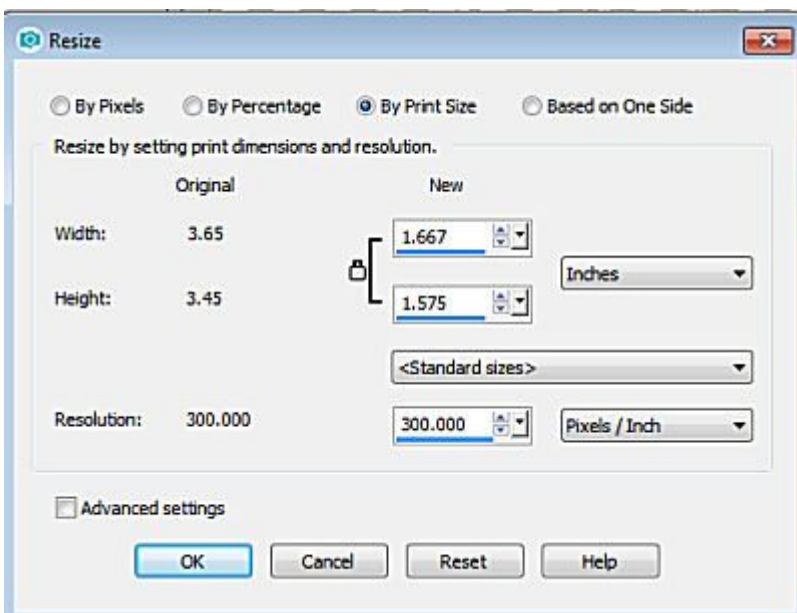 Resize
By Pixels By Percentage By Print Size Based on One Side
Resize by setting print dimensions and resolution.
Original New
Width: 3.65 1.667
Inches
Height: 3.45 1.575
<Standard sizes>
Resolution: 300.000 300.000 Pixels / Inch
Advanced settings
OK Cancel Reset Help